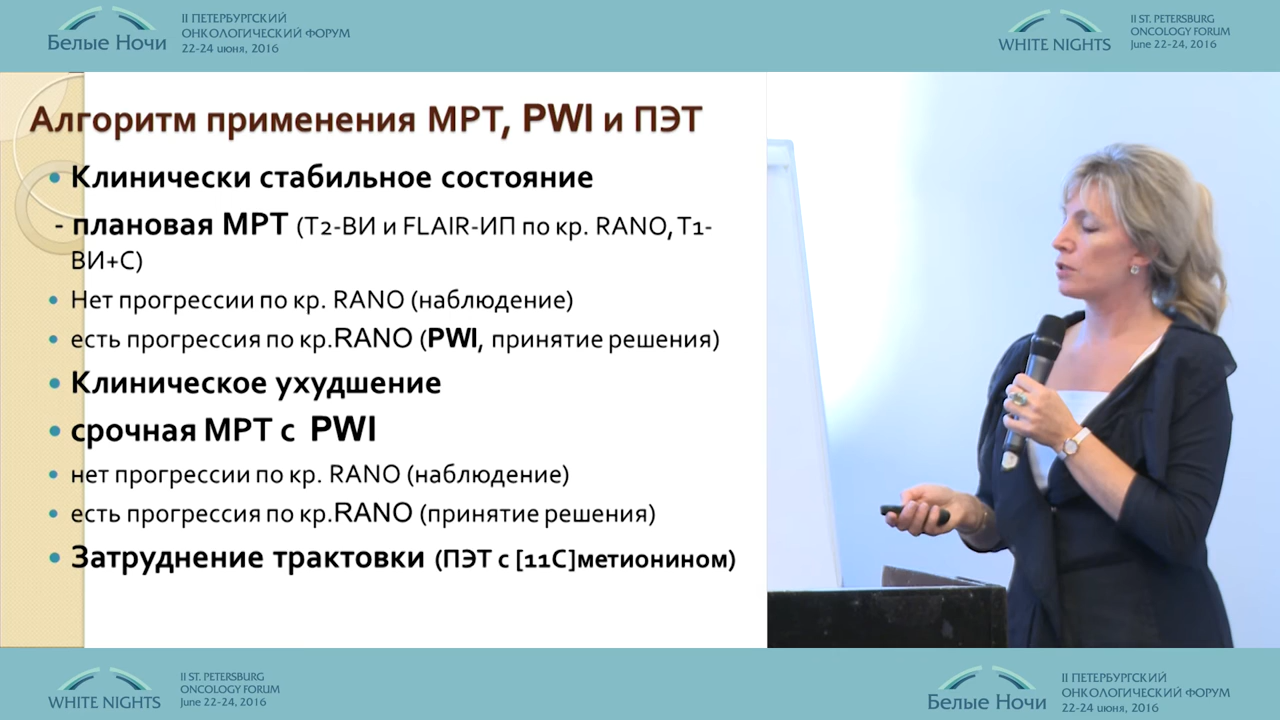 Белые Ночи
II ПЕТЕРБУРГСКИЙ
ОНКОЛОГИЧЕСКИЙ ФОРУМ
22-24 июня, 2016
WHITE NIGHTS
II ST. PETERSBURG
ONCOLOGY FORUM
June 22-24, 2016
Алгоритм применения МРТ, PWI и ПЭТ
• Клинически стабильное состояние
- плановая МРТ (Т2-ВИ и FLAIR-ИП по кр. RANO, Т1-
ВИ+С)
• Нет прогрессии по кр. RANO (наблюдение)
• есть прогрессия по кр.RANO (PWI, принятие решения)
• Клиническое ухудшение
• срочная МРТ с PWI
• нет прогрессии по кр. RANO (наблюдение)
• есть прогрессия по кр.RANO (принятие решения)
• Затруднение трактовки (ПЭТ с [11С]метионином)
WHITE NIGHTS
II ST. PETERSBURG
ONCOLOGY FORUM
June 22-24, 2016
Белые Ночи
II ПЕТЕРБУРГСКИЙ
ОНКОЛОГИЧЕСКИЙ ФОРУМ
22-24 июня, 2016